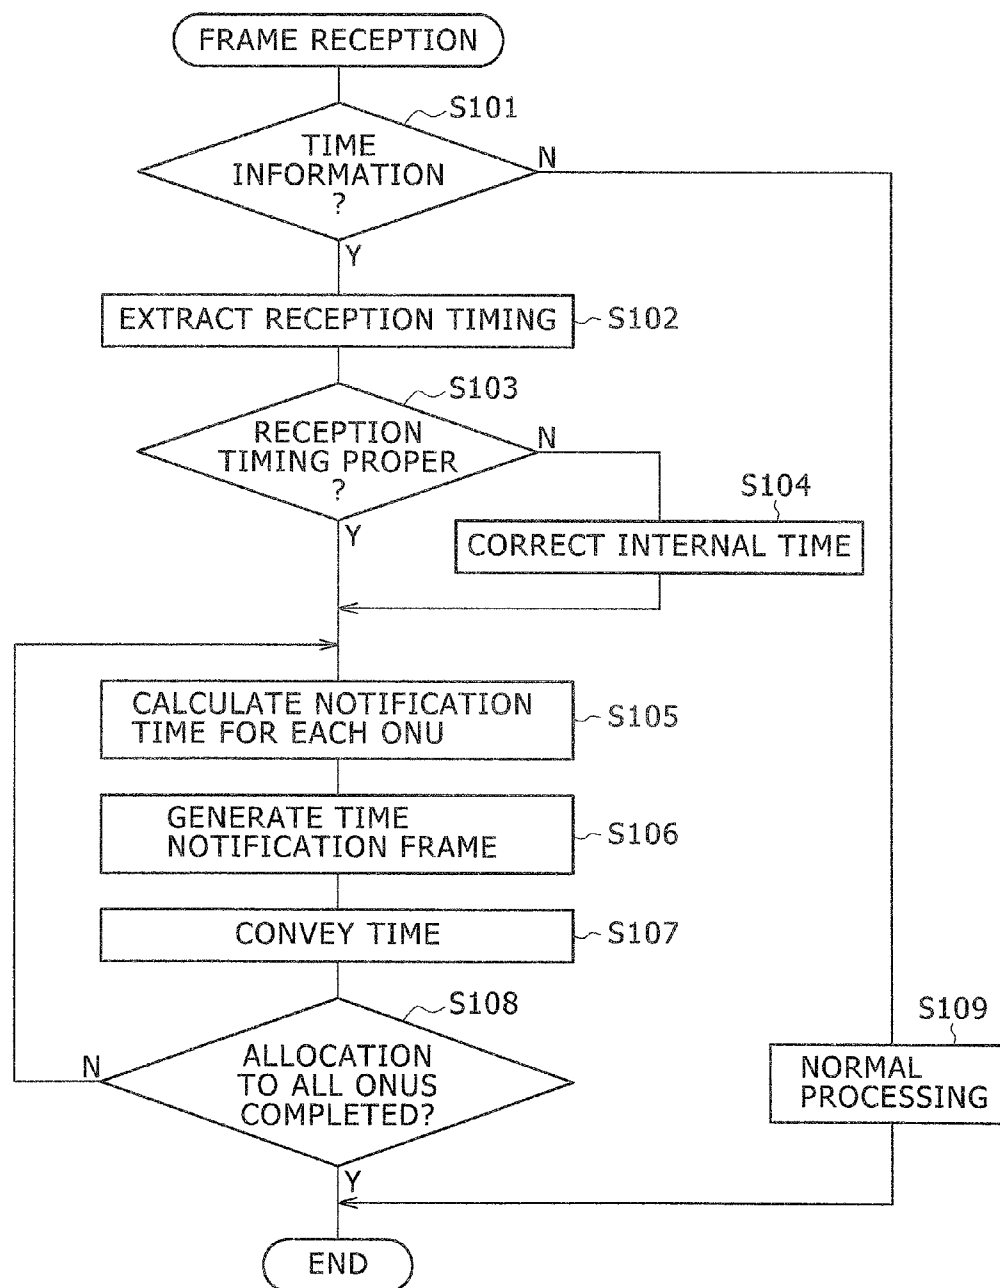 FRAME RECEPTION
S101
TIME
INFORMATION
?
N
Y
EXTRACT RECEPTION TIMING
S102
S103
RECEPTION
TIMING PROPER
?
N
Y
S104
CORRECT INTERNAL TIME
CALCULATE NOTIFICATION
TIME FOR EACH ONU
S105
GENERATE TIME
NOTIFICATION FRAME
S106
CONVEY TIME
S107
S108
ALLOCATION
TO ALL ONUS
COMPLETED?
N
Y
S109
NORMAL
PROCESSING
END